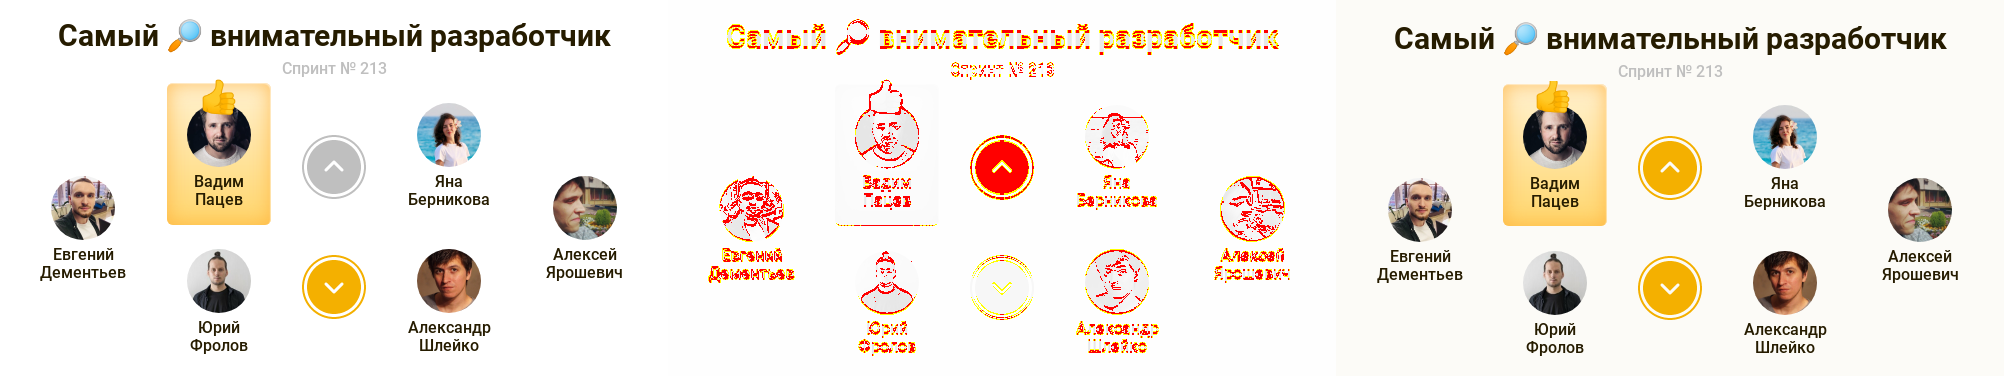 Самый 🔎 внимательный разработчик
Спринт № 213
Вадим
Пацев
Яна
Берникова
Евгений
Дементьев
Алексей
Ярошевич
Юрий
Фролов
Александр
Шлейко
Самый 🔎 внимательный разработчик
Спринт № 213
Вадим
Пацев
Яна
Берникова
Евгений
Дементьев
Алексей
Ярошевич
Юрий
Фролов
Александр
Шлейко
Самый 🔎 внимательный разработчик
Спринт № 213
Вадим
Пацев
Яна
Берникова
Евгений
Дементьев
Алексей
Ярошевич
Юрий
Фролов
Александр
Шлейко